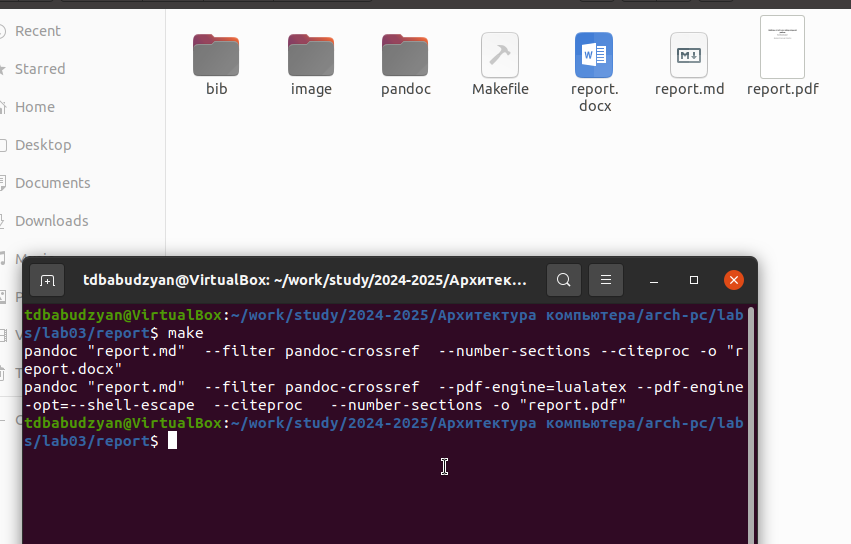 Recent
Starred
Home
Desktop
Documents
Downloads
bib
image
pandoc
Makefile
report.
docx
report.md
report.pdf
tdbabudzyan@VirtualBox: ~/work/study/2024-2025/Архитек...
tdbabudzyan@VirtualBox:~/work/study/2024-2025/Архитектура компьютера/arch-pc/lab
s/lab03/report$ make
pandoc "report.md"  --filter pandoc-crossref  --number-sections --citeproc -o "r
eport.docx"
pandoc "report.md"  --filter pandoc-crossref  --pdf-engine=lualatex --pdf-engine
-opt=--shell-escape  --citeproc   --number-sections -o "report.pdf"
tdbabudzyan@VirtualBox:~/work/study/2024-2025/Архитектура компьютера/arch-pc/lab
s/lab03/report$